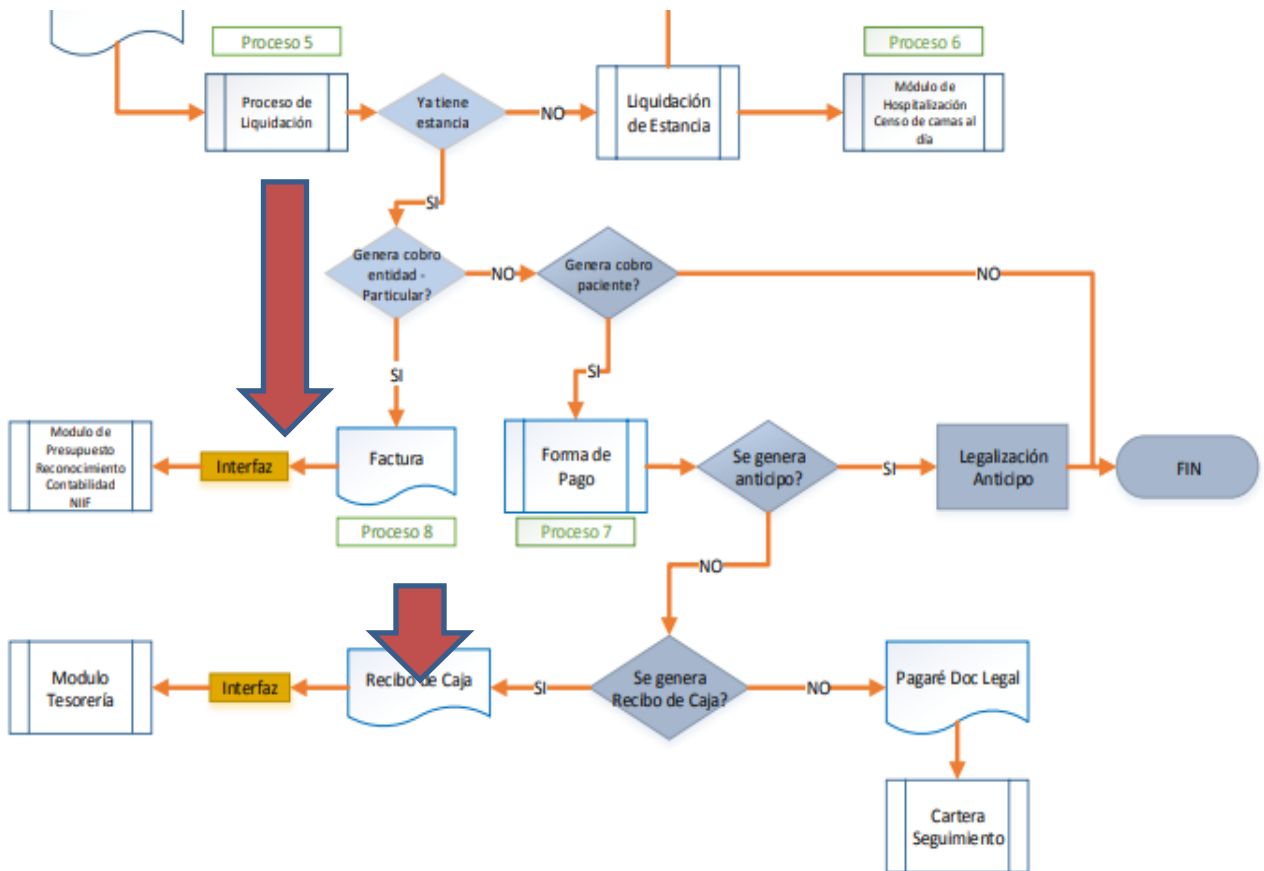 Proceso 5
Proceso 6
Proceso de
Liquidación
Ya tiene
estancia
NO
Liquidación
de Estancia
Módulo de
Hospitalización
Censo de camas al
día
SI
Genera cobro
entidad -
Particular?
NO
Genera cobro
paciente?
NO
SI
SI
Modulo de
Presupuesto
Reconocimiento
Contabilidad
NIIF
Interfaz
Factura
Forma de
Pago
Se genera
anticipo?
SI
Legalización
Anticipo
FIN
Proceso 8
Proceso 7
NO
Modulo
Tesorería
Interfaz
Recibo de Caja
SI
Se genera
Recibo de Caja?
NO
Pagaré Doc Legal
Cartera
Seguimiento